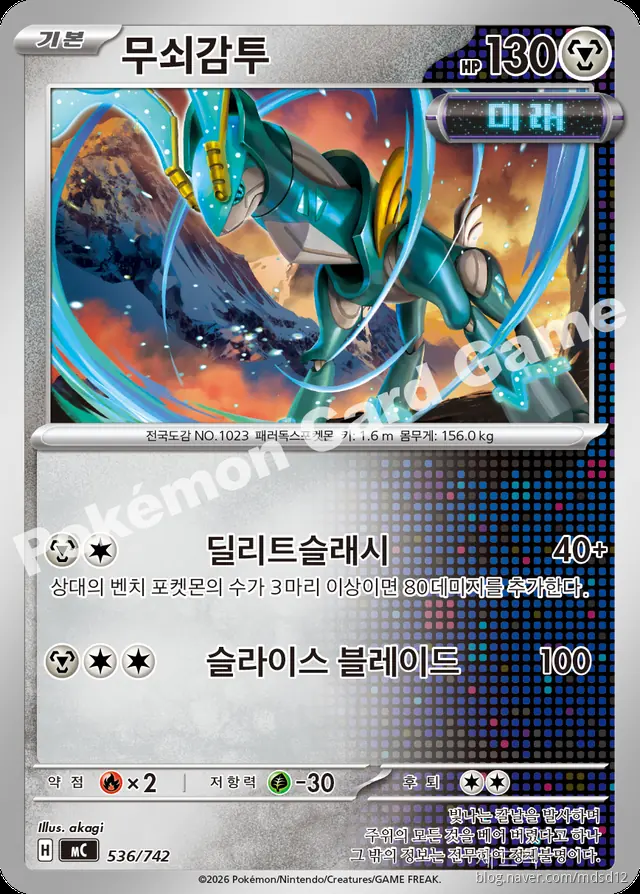 기본 무쇠감투 HP 130
미래
전국도감 NO.1023 패러독스포켓몬 키: 1.6 m 몸무게: 156.0 kg
Pokémon Card Game
딜리트슬래시 40+
상대의 벤치 포켓몬의 수가 3마리 이상이면 80데미지를 추가한다.
슬라이스 블레이드 100
약점 ×2 저항력 -30 후퇴
빛나는 칼날을 발사하며
주위의 모든 것을 베어 버렸다고 하나
그 밖의 정보는 전무하여 정체불명이다.
Illus. akagi
H MC 536/742
©2026 Pokémon/Nintendo/Creatures/GAME FREAK.
blog.naver.com/mdsd12